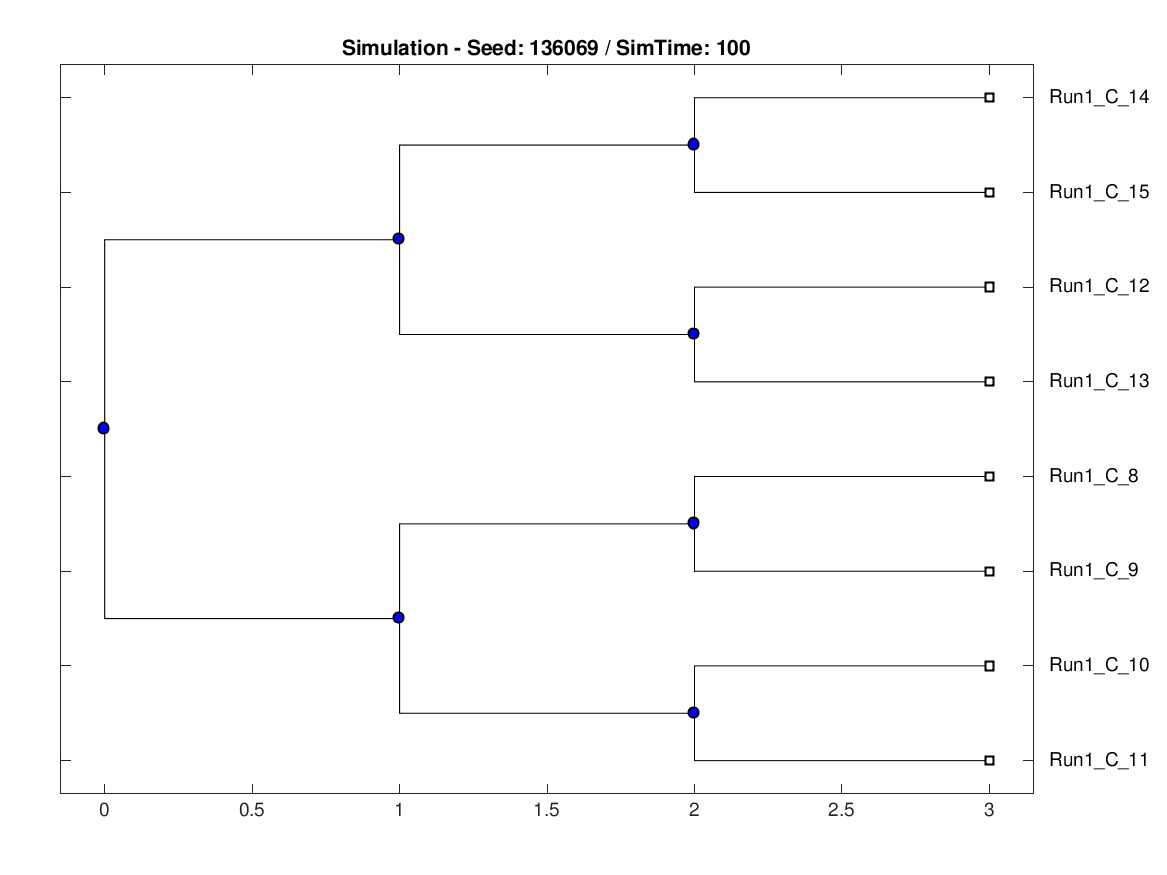 Simulation - Seed: 136069 / SimTime: 100
Run1_C_14
Run1_C_15
Run1_C_12
Run1_C_13
Run1_C_8
Run1_C_9
Run1_C_10
Run1_C_11
0 0.5 1 1.5 2 2.5 3